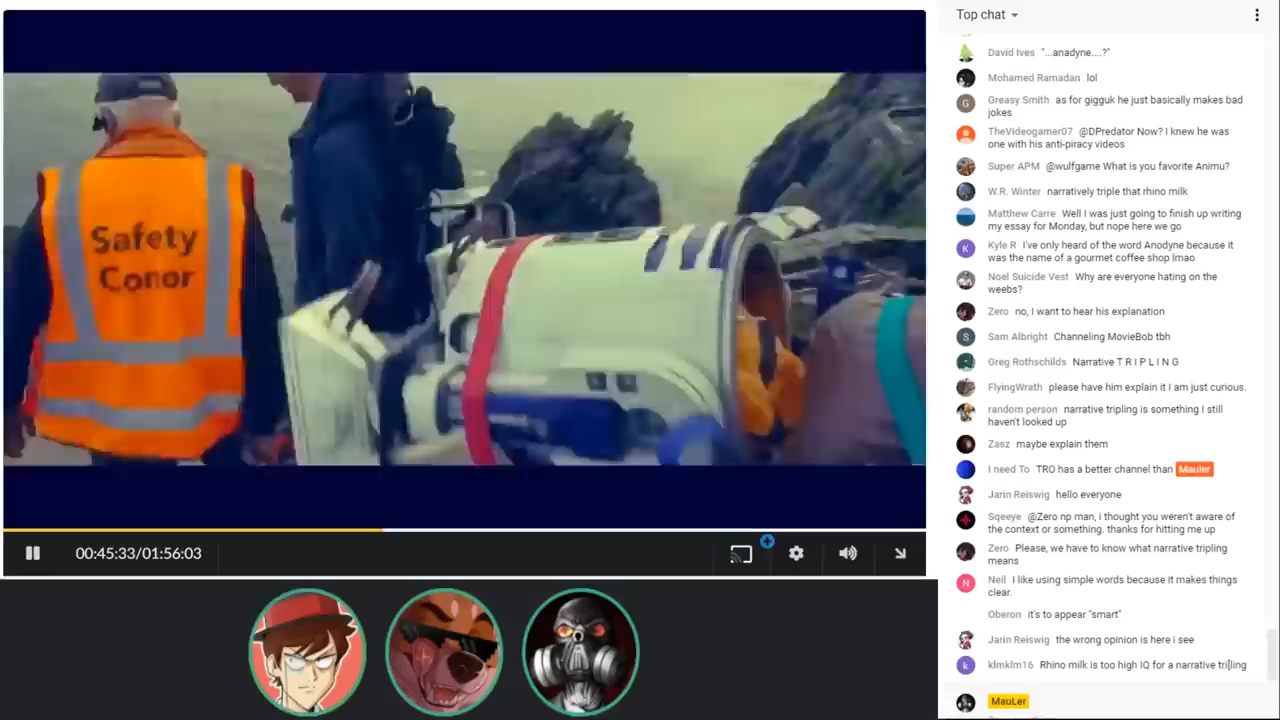 Safety
Conor
00:45:33/01:56:03
Top chat
David Ives "...anadyne....?"
Mohamed Ramadan lol
Greasy Smith as for gigguk he just basically makes bad
jokes
TheVideogamer07 @DPredator Now? I knew he was
one with his anti-piracy videos
Super APM @wulfgame What is you favorite Animu?
W.R. Winter narratively triple that rhino milk
Matthew Carre Well I was just going to finish up writing
my essay for Monday, but nope here we go
Kyle R I've only heard of the word Anodyne because it
was the name of a gourmet coffee shop lmao
Noel Suicide Vest Why are everyone hating on the
weebs?
Zero no, I want to hear his explanation
Sam Albright Channeling MovieBob tbh
Greg Rothschilds Narrative T R I P L I N G
FlyingWrath please have him explain it I am just curious.
random person narrative tripling is something I still
haven't looked up
Zasz maybe explain them
I need To TRO has a better channel than Mauler
Jarin Reiswig hello everyone
Sqeeye @Zero np man, i thought you weren't aware of
the context or something. thanks for hitting me up
Zero Please, we have to know what narrative tripling
means
Neil I like using simple words because it makes things
clear.
Oberon it's to appear "smart"
Jarin Reiswig the wrong opinion is here i see
klmklm16 Rhino milk is too high IQ for a narrative trilling
MauLer